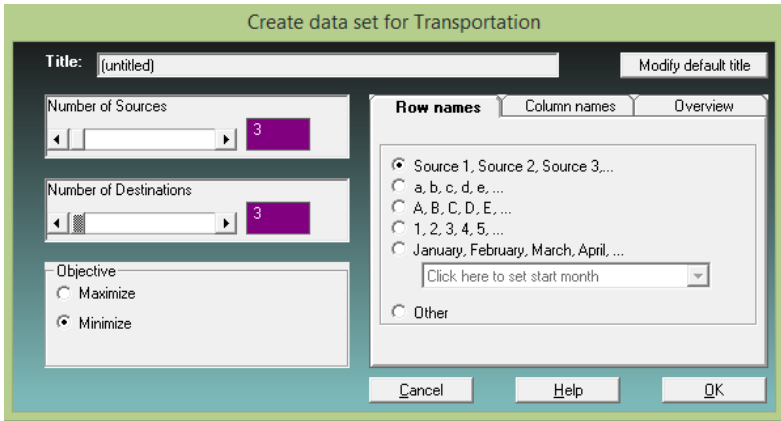 Create data set for Transportation
Title: (untitled)
Modify default title
Number of Sources
3
Number of Destinations
3
Objective
Maximize
Minimize
Row names
Column names
Overview
Source 1, Source 2, Source 3,...
a, b, c, d, e, ...
A, B, C, D, E, ...
1, 2, 3, 4, 5, ...
January, February, March, April, ...
Click here to set start month
Other
Cancel
Help
OK